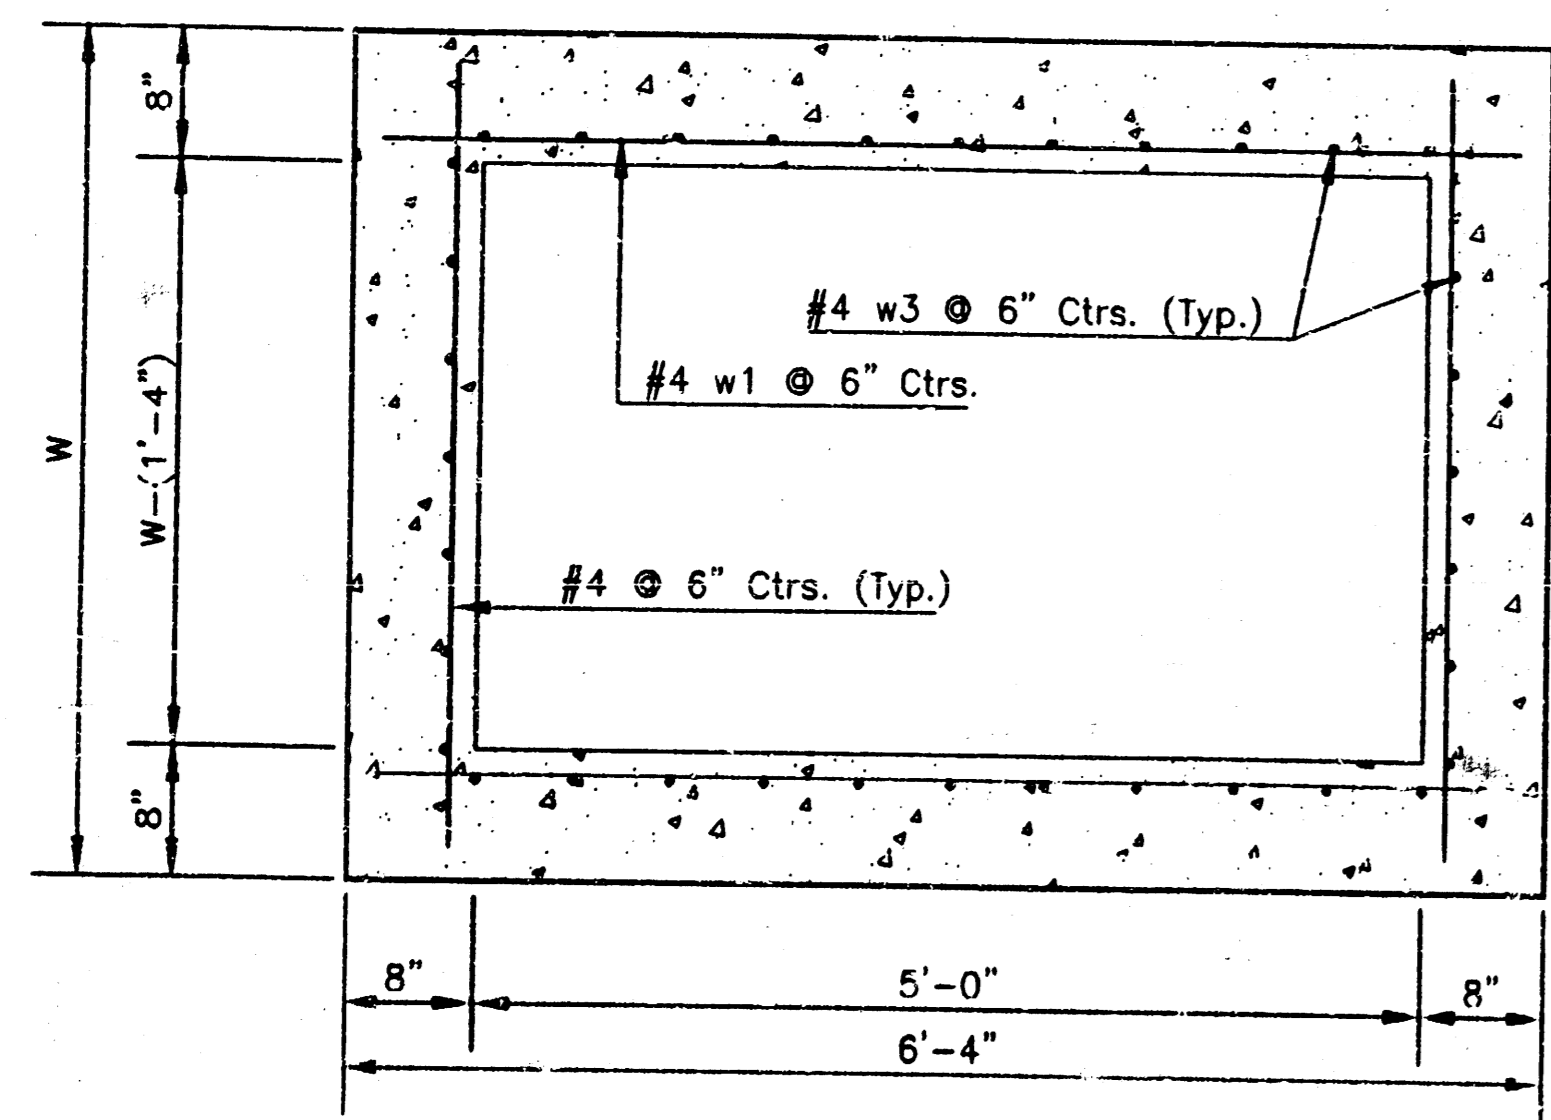 8"
W
W-(1'-4")
#4 w3 @ 6" Ctrs. (Typ.)
#4 w1 @ 6" Ctrs.
#4 @ 6" Ctrs. (Typ.)
8"
8"
5'-0"
8"
6'-4"